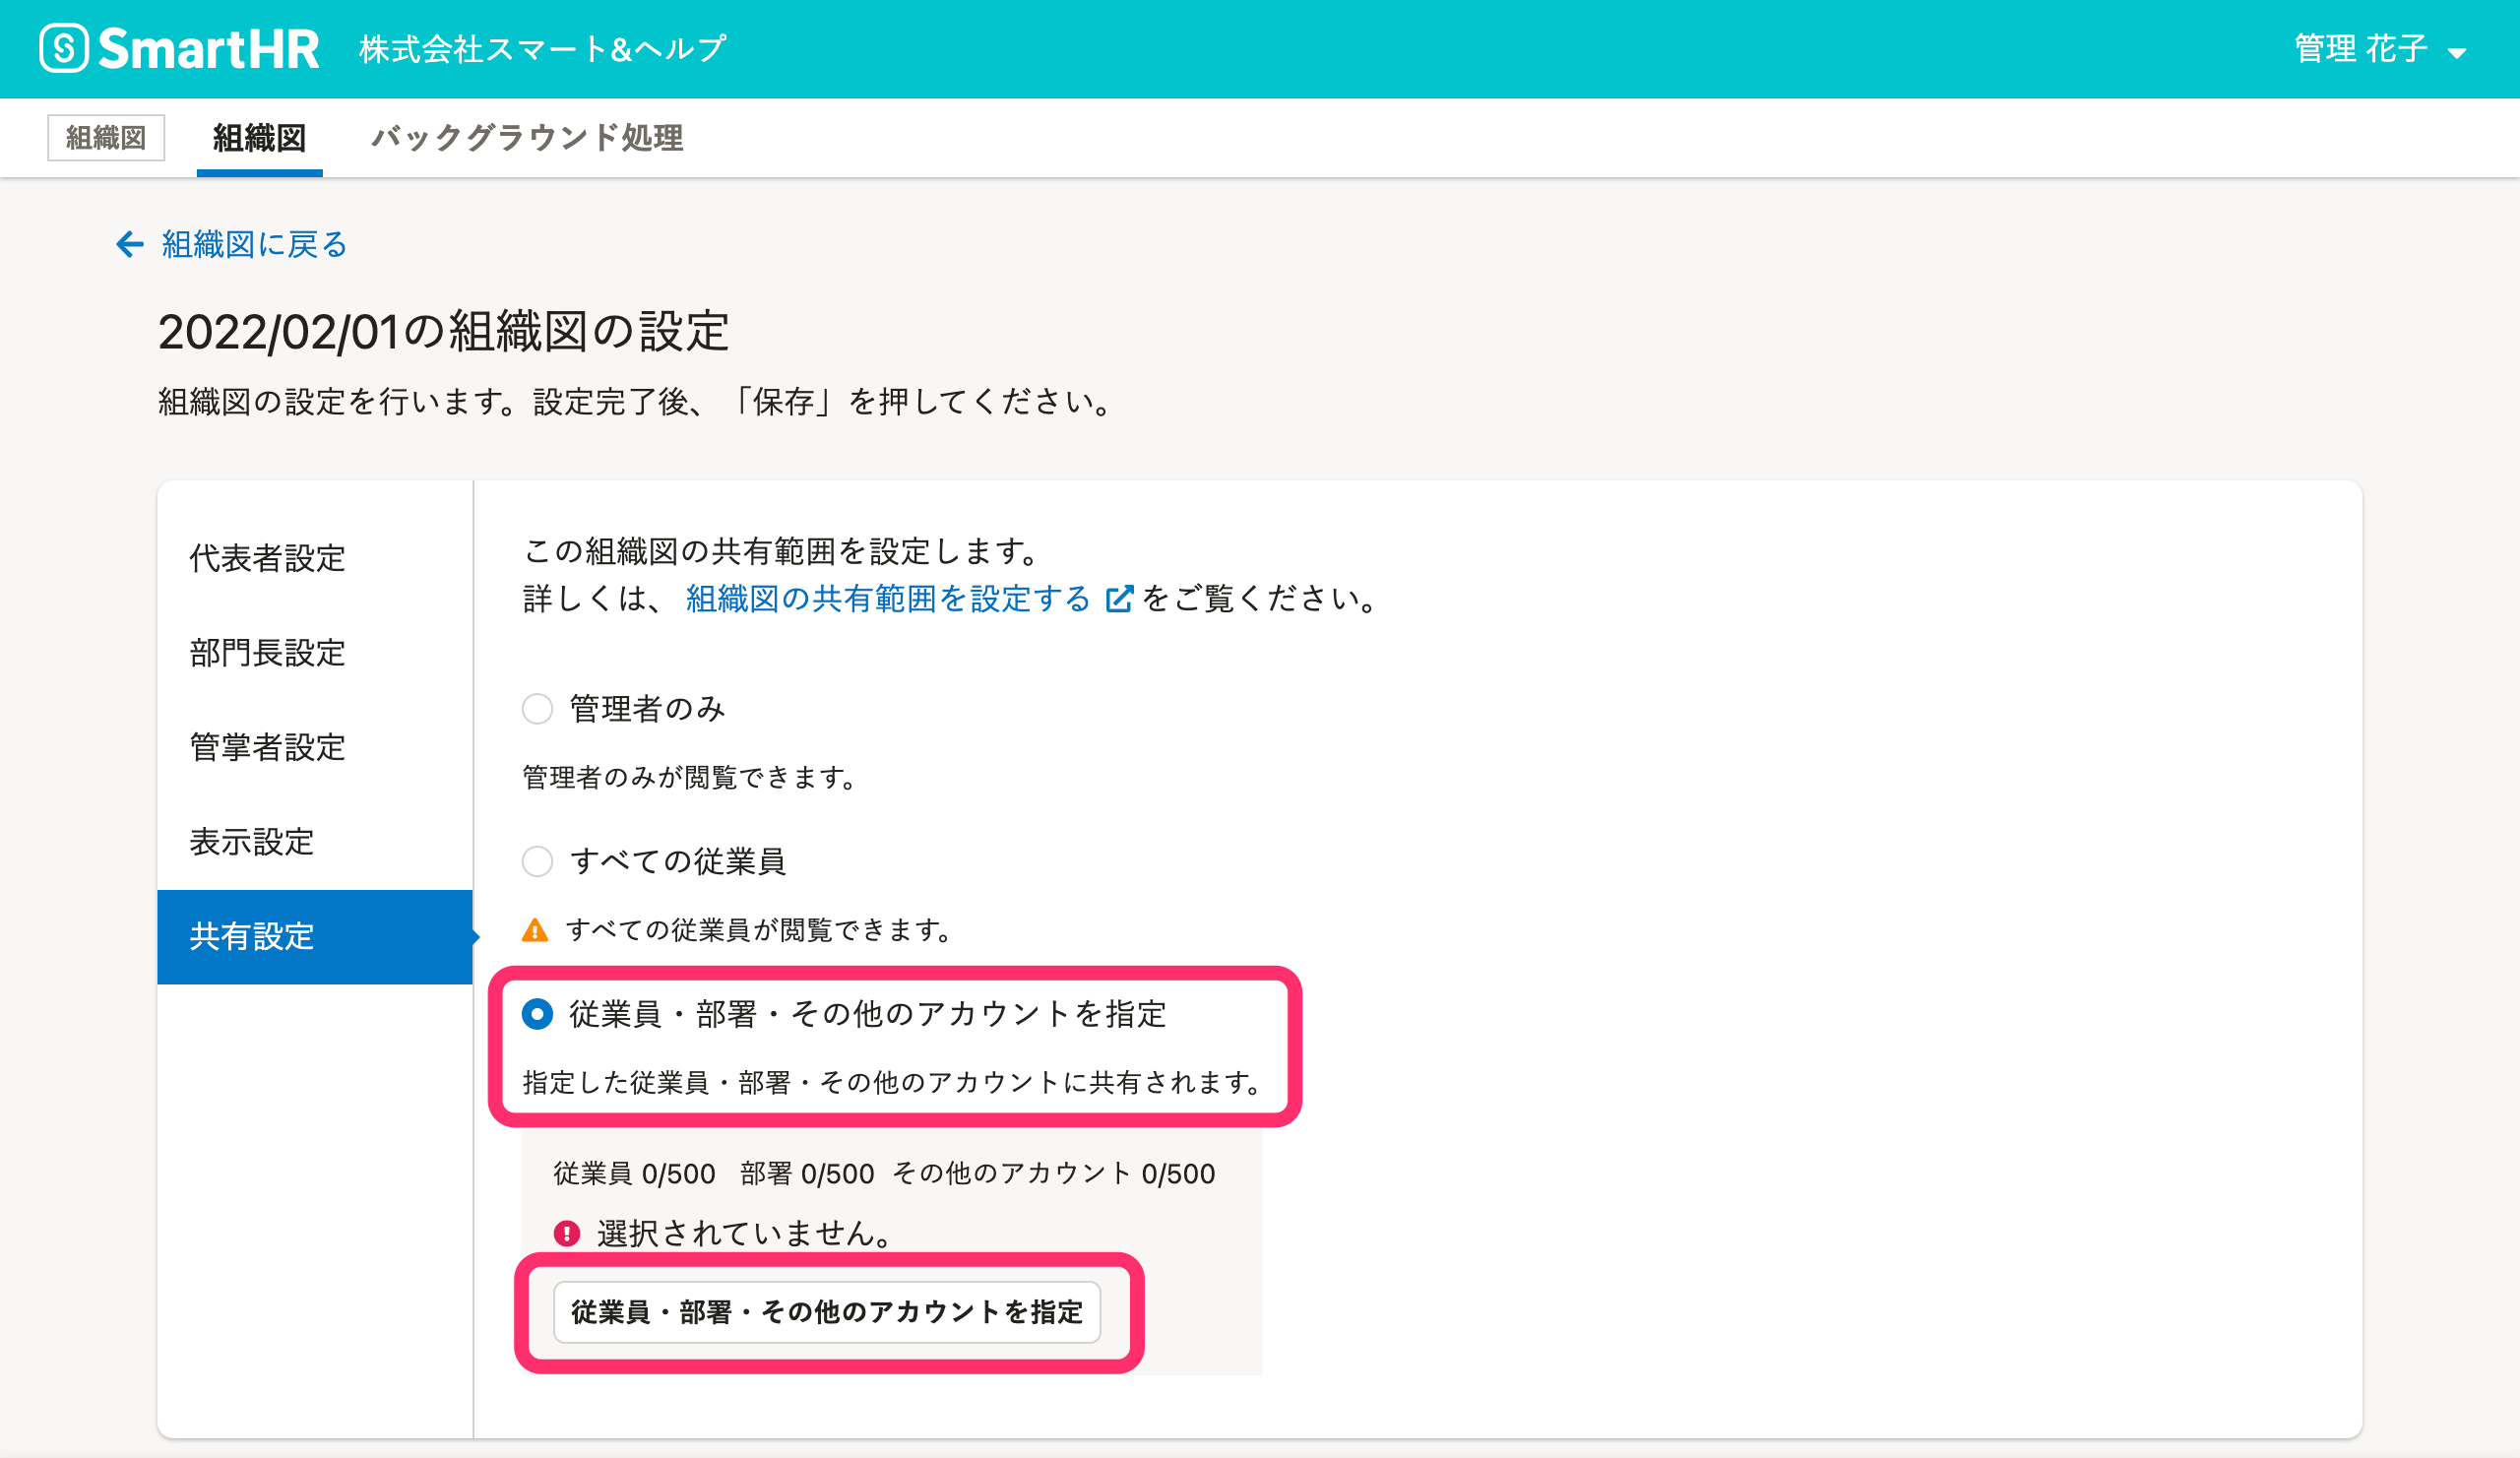 SmartHR 株式会社スマート&ヘルプ 管理 花子
組織図 組織図 バックグラウンド処理
組織図に戻る
2022/02/01の組織図の設定
組織図の設定を行います。設定完了後、「保存」を押してください。
代表者設定
部門長設定
管掌者設定
表示設定
共有設定
この組織図の共有範囲を設定します。
詳しくは、 組織図の共有範囲を設定する をご覧ください。
管理者のみ
管理者のみが閲覧できます。
すべての従業員
すべての従業員が閲覧できます。
従業員・部署・その他のアカウントを指定
指定した従業員・部署・その他のアカウントに共有されます。
従業員 0/500 部署 0/500 その他のアカウント 0/500
選択されていません。
従業員・部署・その他のアカウントを指定